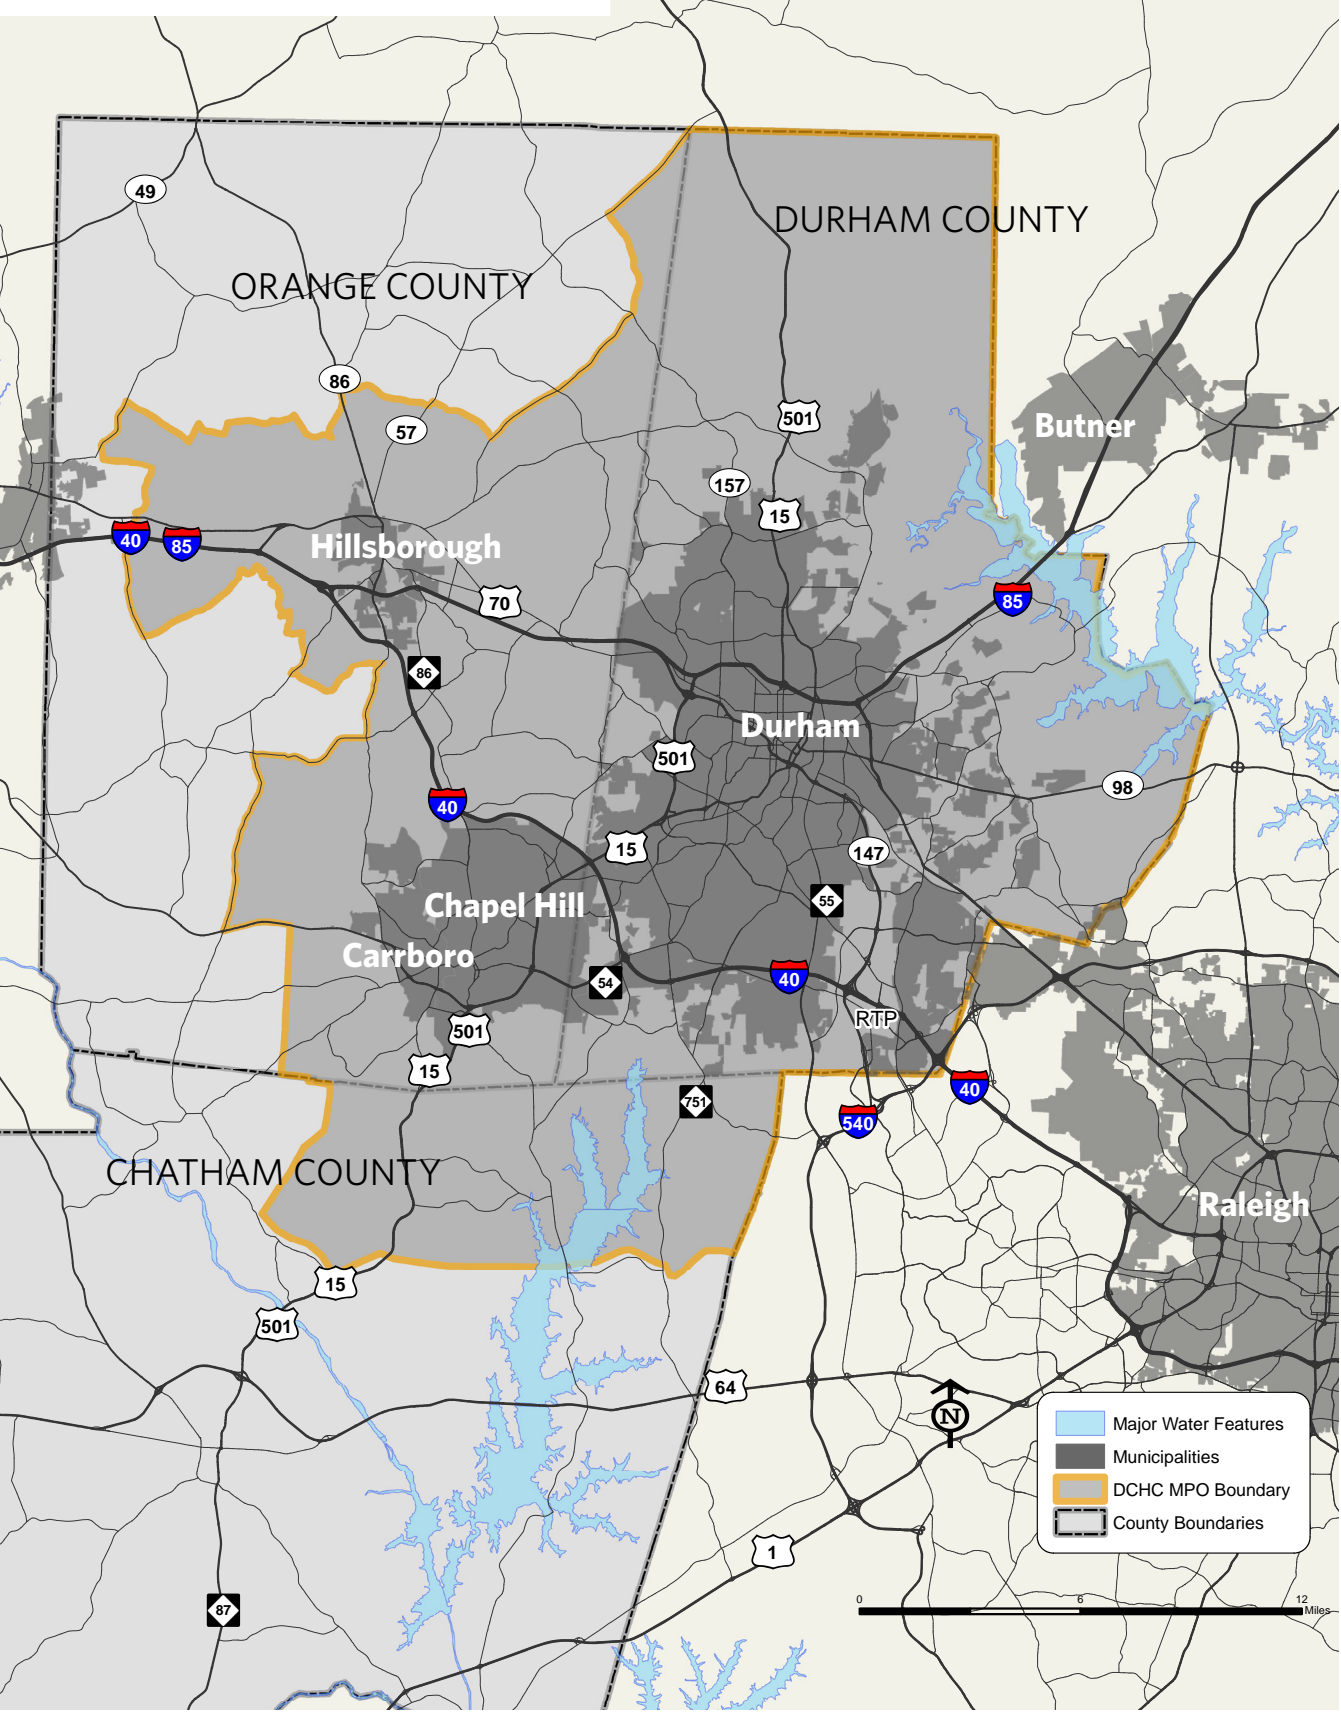 49
DURHAM COUNTY
ORANGE COUNTY
86
57
501
Butner
157
15
40
85
Hillsborough
70
85
86
Durham
501
98
40
15
147
55
Chapel Hill
Carrboro
54
40
RTP
501
15
751
40
540
CHATHAM COUNTY
Raleigh
15
501
64
N
Major Water Features
Municipalities
DCHC MPO Boundary
County Boundaries
1
87
0 6 12
Miles